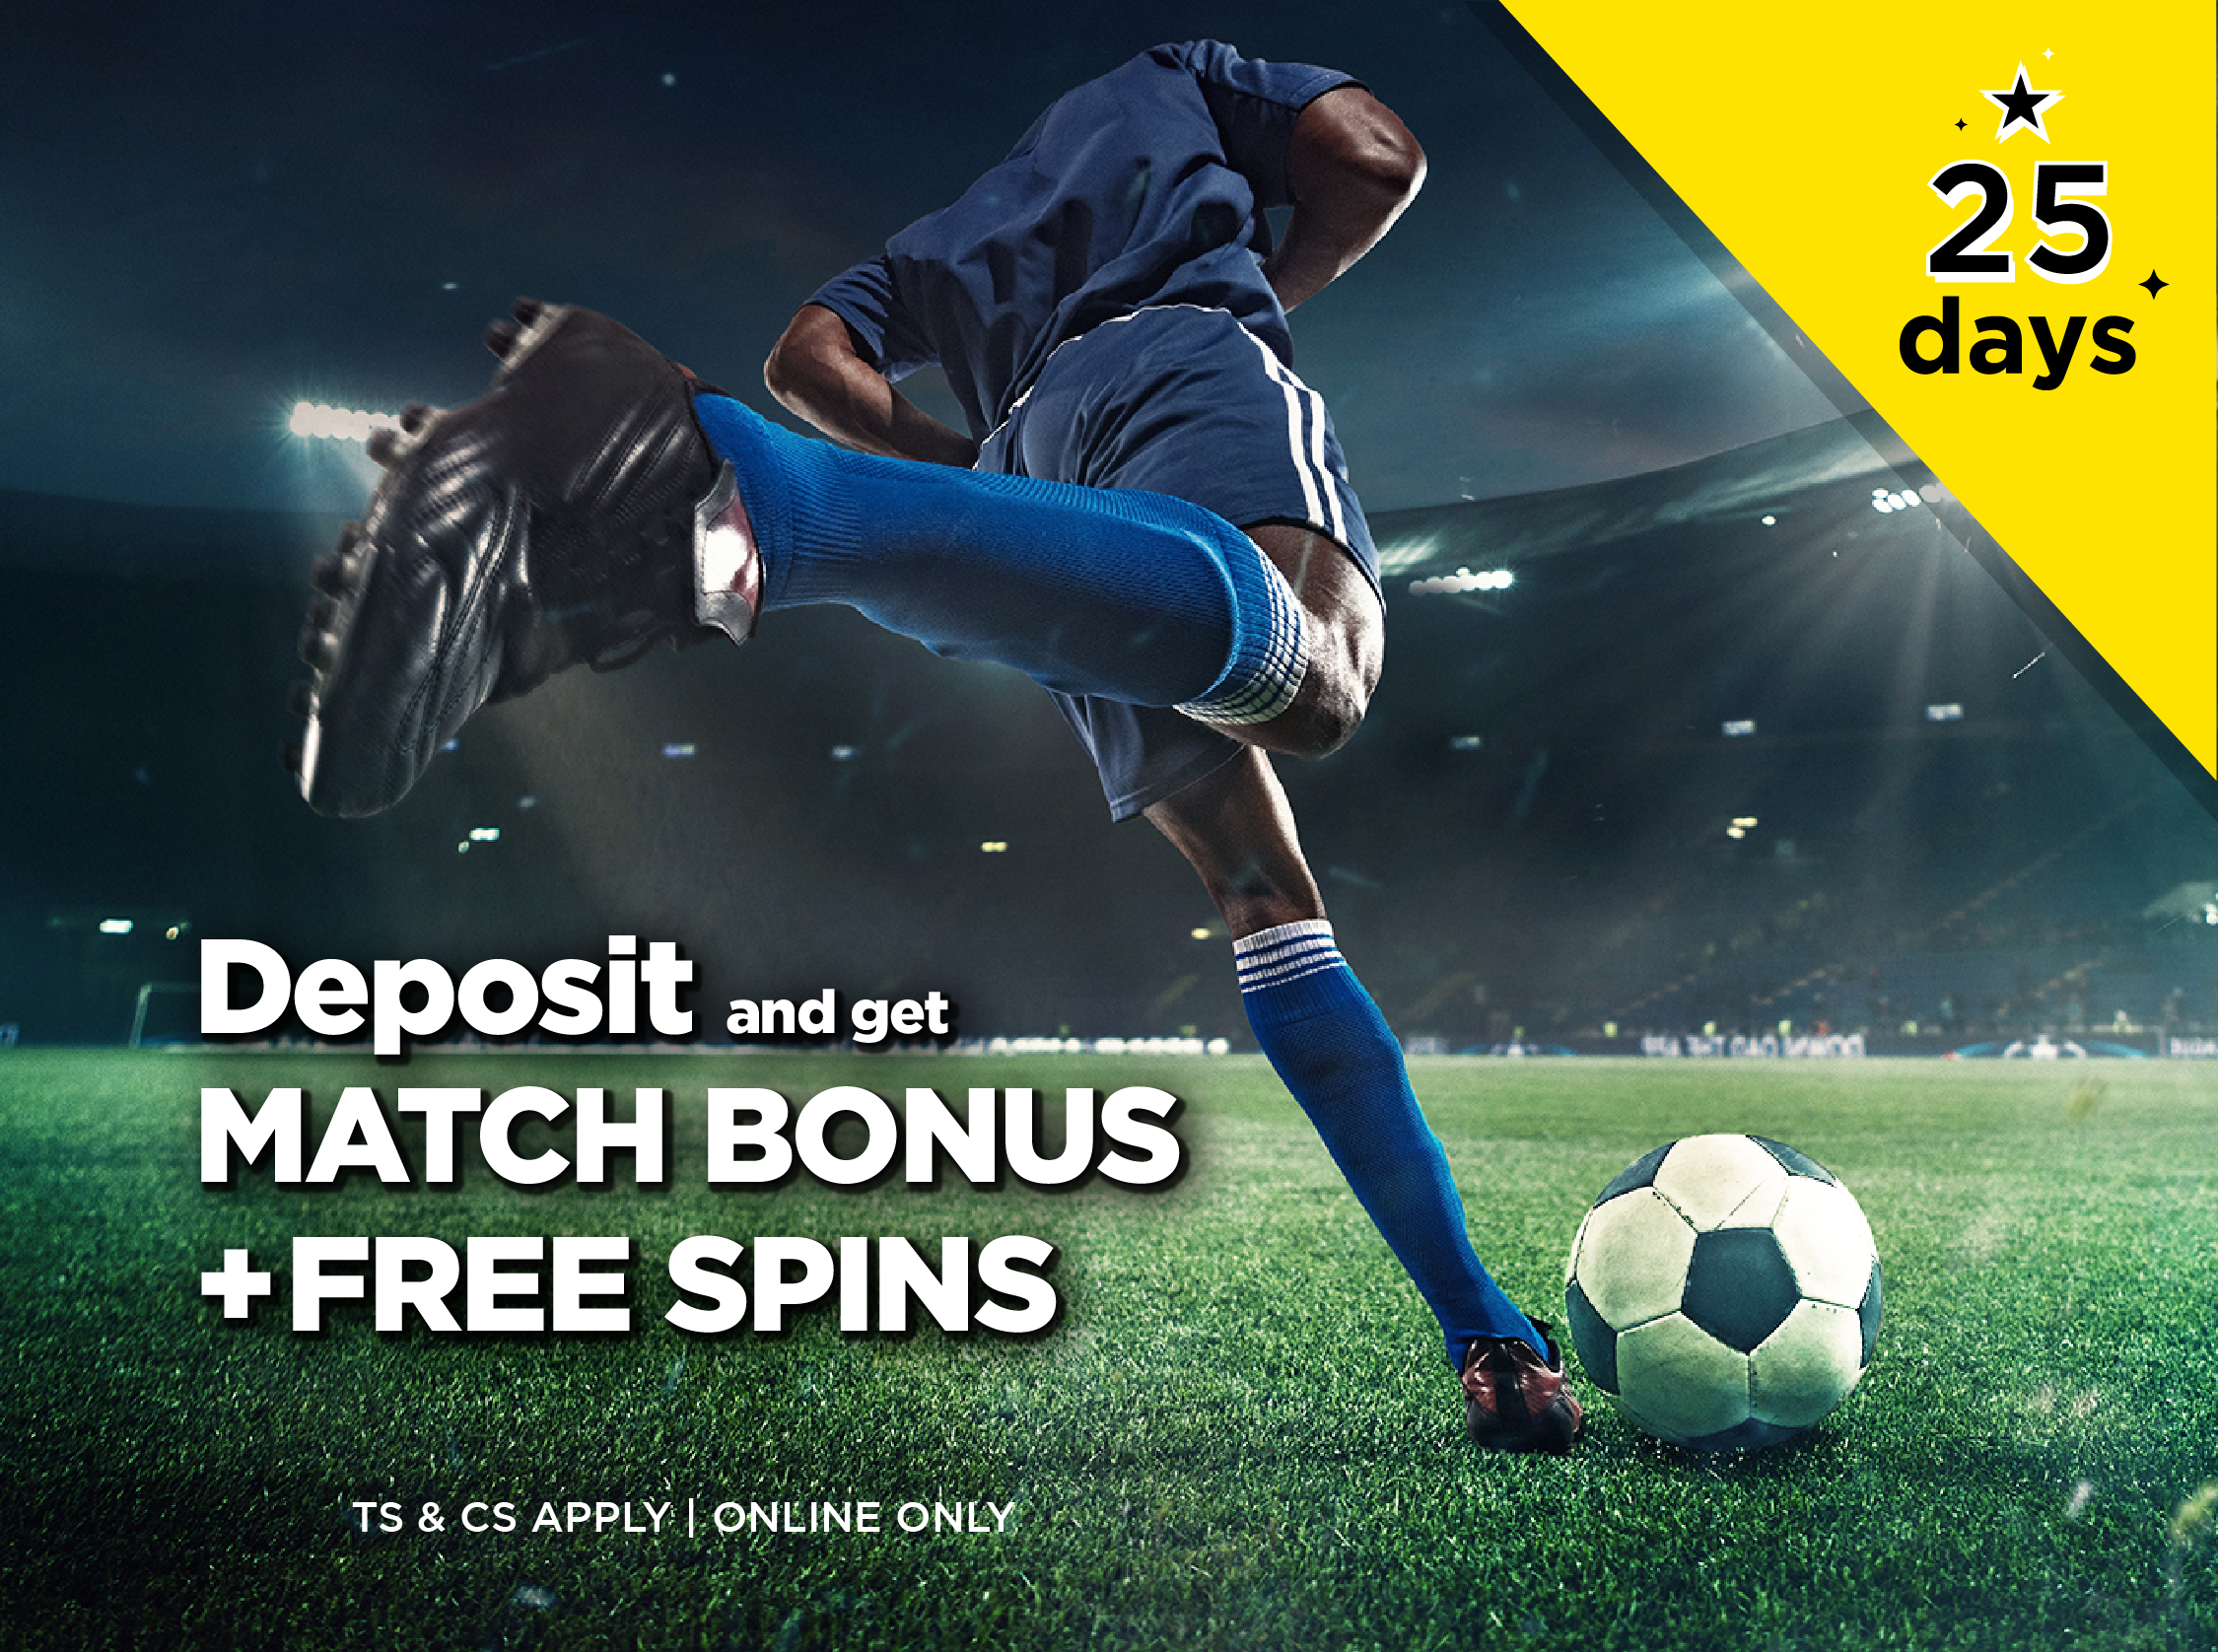 25
days
Deposit and get
MATCH BONUS
+ FREE SPINS
TS & CS APPLY | ONLINE ONLY